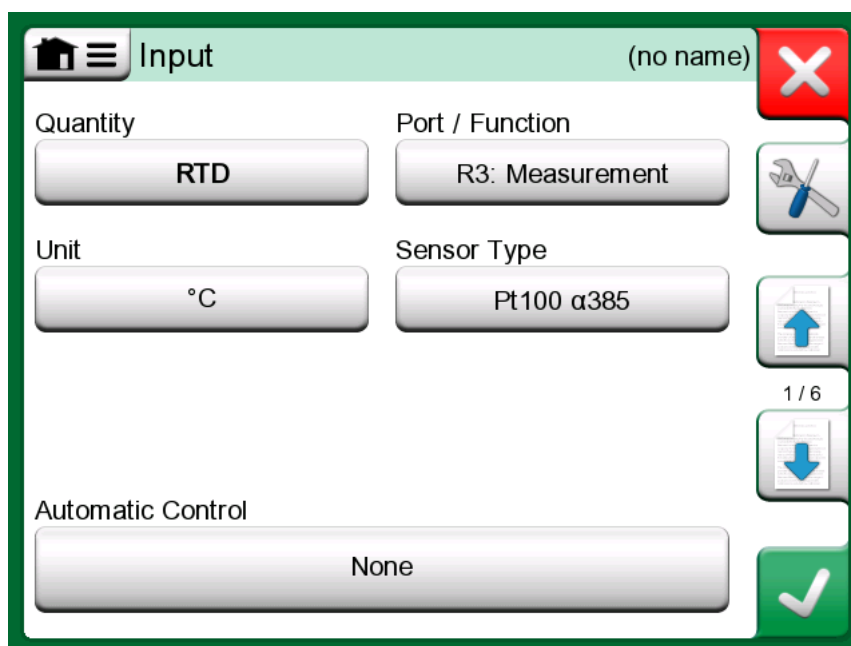 Input
(no name)
Quantity
Port / Function
RTD
R3: Measurement
Unit
Sensor Type
°C
Pt100 α385
1 / 6
Automatic Control
None